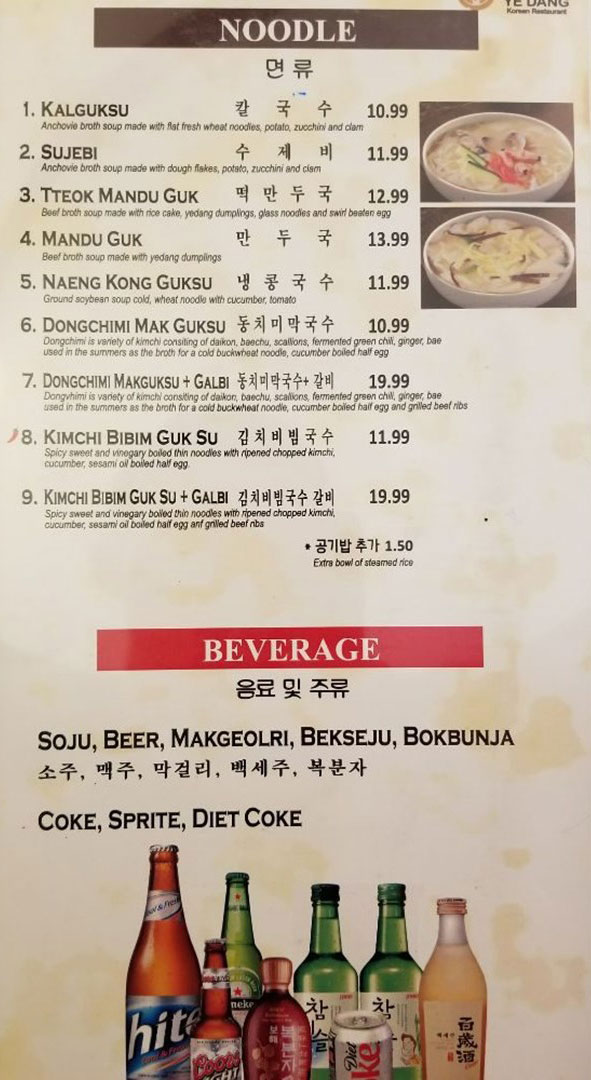 YE DANG
Korean Restaurant
NOODLE
면 류
1. KALGUKSU 칼 국 수 10.99
Anchovie broth soup made with flat fresh wheat noodles, potato, zucchini and clam
2. SUJEBI 수 제 비 11.99
Anchovie broth soup made with dough flakes, potato, zucchini and clam
3. TTEOK MANDU GUK 떡 만 두 국 12.99
Beef broth soup made with rice cake, yedang dumplings, glass noodles and swirl beaten egg
4. MANDU GUK 만 두 국 13.99
Beef broth soup made with yedang dumplings
5. NAENG KONG GUKSU 냉 콩 국 수 11.99
Ground soybean soup cold, wheat noodle with cucumber, tomato
6. DONGCHIMI MAK GUKSU 동치미막국수 10.99
Dongchimi is variety of kimchi consiting of daikon, baechu, scallions, fermented green chili, ginger, bae
used in the summers as the broth for a cold buckwheat noodle, cucumber boiled half egg
7. DONGCHIMI MAKGUKSU + GALBI 동치미막국수+ 갈비 19.99
Dongvhimi is variety of kimchi consiting of daikon, baechu, scallions, fermented green chili, ginger, bae
used in the summers as the broth for a cold buckwheat noodle, cucumber boiled half egg and grilled beef ribs
8. KIMCHI BIBIM GUK SU 김치비빔국수 11.99
Spicy sweet and vinegary boiled thin noodles with ripened chopped kimchi,
cucumber, sesami oil boiled half egg.
9. KIMCHI BIBIM GUK SU + GALBI 김치비빔국수 갈비 19.99
Spicy sweet and vinegary boiled thin noodles with ripened chopped kimchi,
cucumber, sesami oil boiled half egg anf grilled beef ribs
* 공기밥 추가 1.50
Extra bowl of steamed rice
BEVERAGE
음료 및 주류
SOJU, BEER, MAKGEOLRI, BEKSEJU, BOKBUNJA
소주, 맥주, 막걸리, 백세주, 복분자
COKE, SPRITE, DIET COKE
hite
Coors
LIGHT
neke
보해
복분자
참
슬
참
Diet
ke
백세주
百歲酒